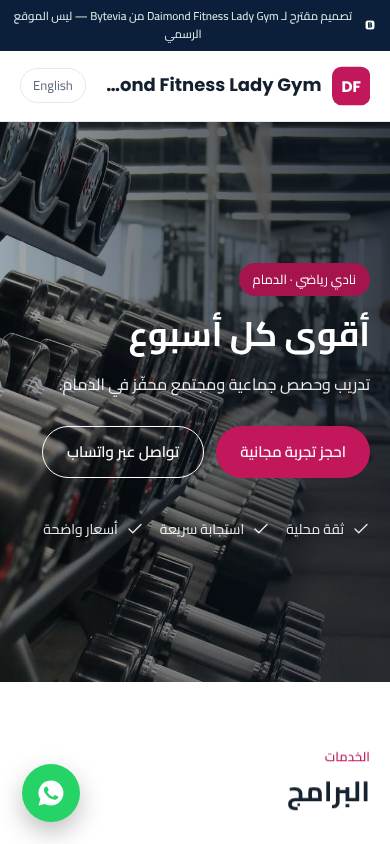 تصميم مقترح لـ Daimond Fitness Lady Gym من Bytevia — ليس الموقع
الرسمي
B
DF
...ond Fitness Lady Gym
English
نادي رياضي · الدمام
أقوى كل أسبوع
تدريب وحصص جماعية ومجتمع محفّز في الدمام.
احجز تجربة مجانية
تواصل عبر واتساب
ثقة محلية
استجابة سريعة
أسعار واضحة
الخدمات
البرامج